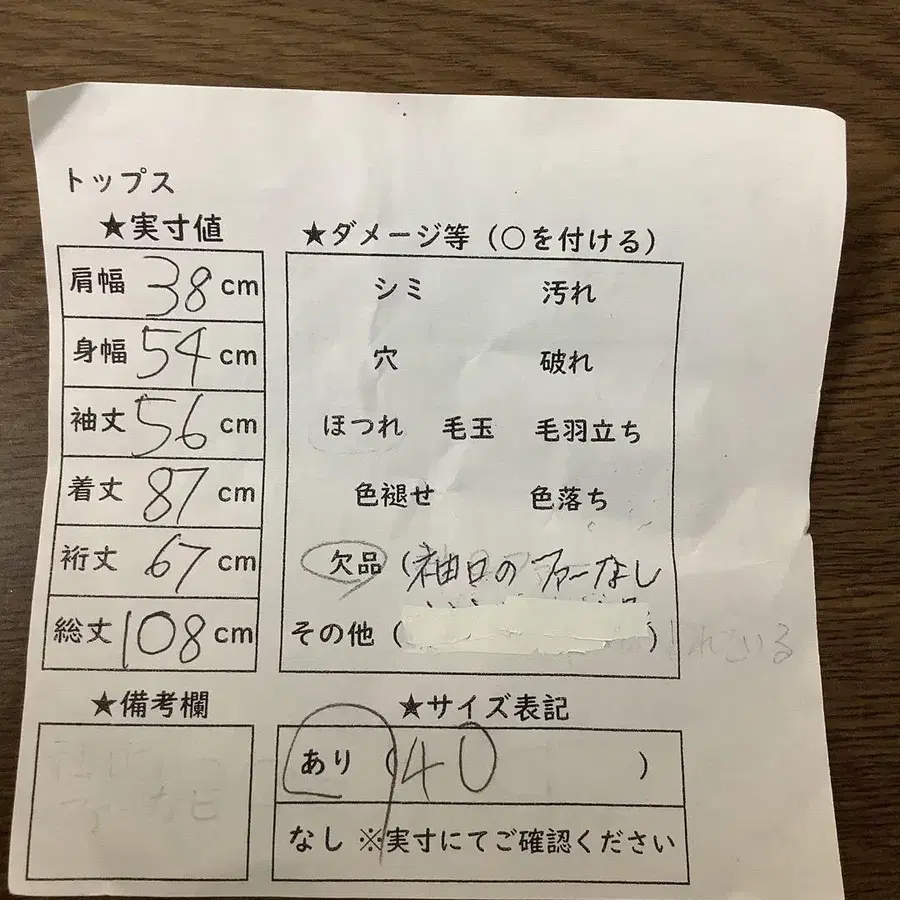 トップス
★実寸値
肩幅 38 cm
身幅 54 cm
袖丈 56 cm
着丈 87 cm
裄丈 67 cm
総丈 108 cm
★ダメージ等（○を付ける）
シミ 汚れ
穴 破れ
ほつれ 毛玉 毛羽立ち
色褪せ 色落ち
欠品（袖口のファーなし
その他（ ）
★備考欄
★サイズ表記
あり（40 ）
なし ※実寸にてご確認ください